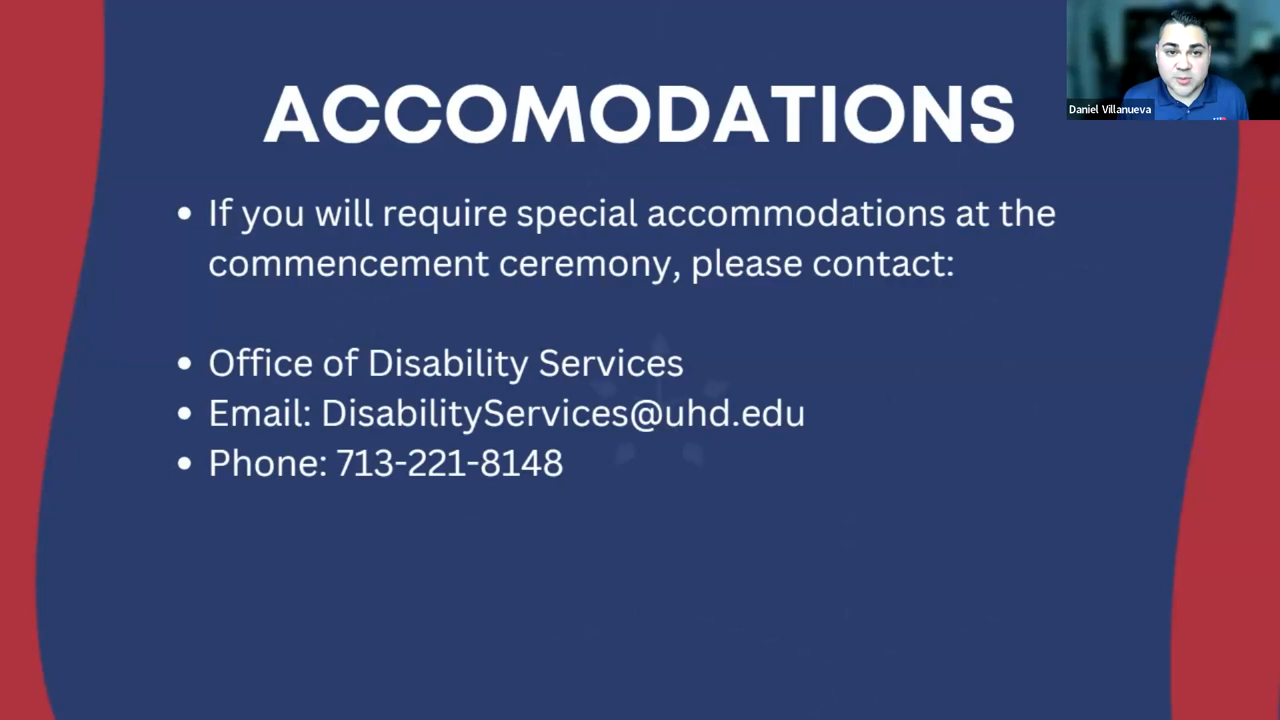 ACCOMODATIONS
Daniel Villanueva
• If you will require special accommodations at the
commencement ceremony, please contact:
• Office of Disability Services
• Email: DisabilityServices@uhd.edu
• Phone: 713-221-8148